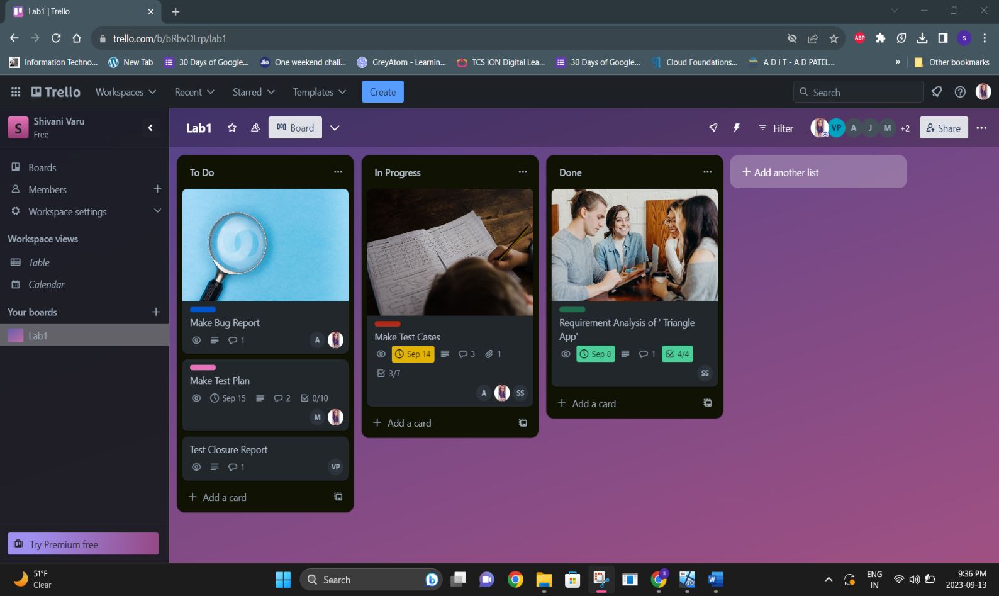 Lab1 | Trello
trello.com/b/bRbvOLrp/lab1
ABP
S
Information Techno...
New Tab
30 Days of Google...
Jio
One weekend chall...
GreyAtom - Learnin...
TCS iON Digital Lea...
30 Days of Google...
Cloud Foundations...
A D I T - A D PATEL...
»
Other bookmarks
Trello
Workspaces
Recent
Starred
Templates
Create
Search
S
Shivani Varu
Free
Lab1
Board
Filter
VP
A
J
M
+2
Share
Boards
Members
Workspace settings
Workspace views
Table
Calendar
Your boards
Lab1
Try Premium free
To Do
Make Bug Report
1
A
Make Test Plan
Sep 15
2
0/10
M
Test Closure Report
1
VP
+ Add a card
In Progress
Make Test Cases
Sep 14
3
1
3/7
A
SS
+ Add a card
Done
Requirement Analysis of ' Triangle
App'
Sep 8
1
4/4
SS
+ Add a card
+ Add another list
51°F
Clear
Search
S
10
W
ENG
IN
9:36 PM
2023-09-13